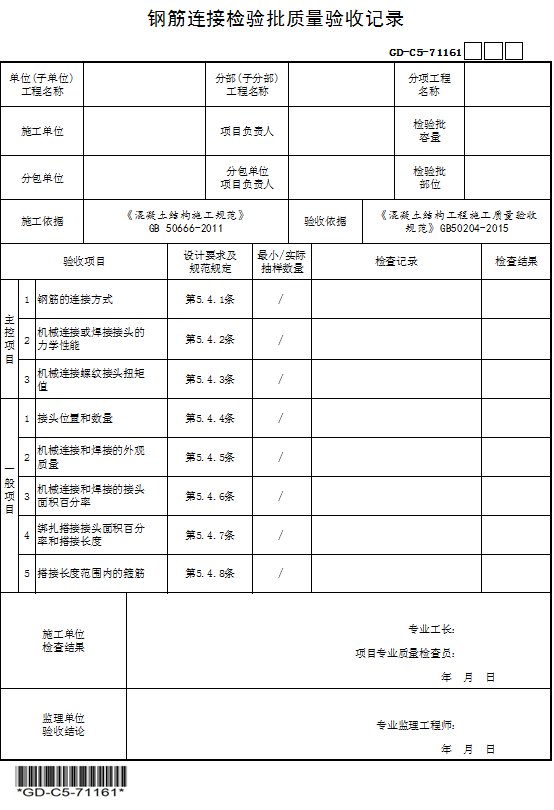 钢筋连接检验批质量验收记录
GD-C5-71161
单位(子单位)
工程名称
分部(子分部)
工程名称
分项工程
名称
施工单位
项目负责人
检验批
容量
分包单位
分包单位
项目负责人
检验批
部位
施工依据
《混凝土结构施工规范》
GB 50666-2011
验收依据
《混凝土结构工程施工质量验收
规范》GB50204-2015
验收项目
设计要求及
规范规定
最小/实际
抽样数量
检查记录
检查结果
主控项目
1 钢筋的连接方式 第5.4.1条 /
2 机械连接或焊接接头的
力学性能 第5.4.2条 /
3 机械连接螺纹接头扭矩
值 第5.4.3条 /
一般项目
1 接头位置和数量 第5.4.4条 /
2 机械连接和焊接的外观
质量 第5.4.5条 /
3 机械连接和焊接的接头
面积百分率 第5.4.6条 /
4 绑扎搭接接头面积百分
率和搭接长度 第5.4.7条 /
5 搭接长度范围内的箍筋 第5.4.8条 /
施工单位
检查结果
专业工长:
项目专业质量检查员:
年 月 日
监理单位
验收结论
专业监理工程师:
年 月 日
*GD-C5-71161*